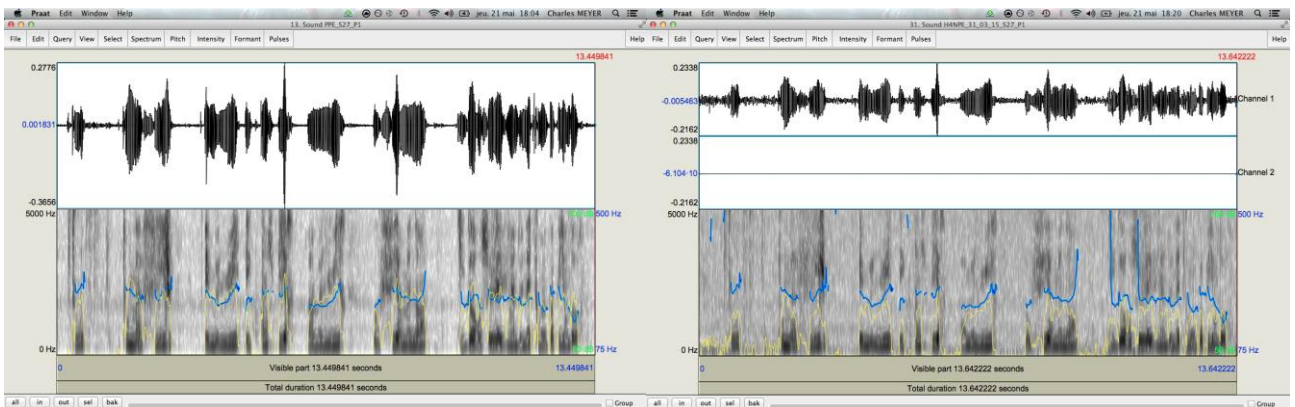 Praat Edit Window Help jeu. 21 mai 18:04 Charles MEYER
13. Sound PPE_S27_P1
File Edit Query View Select Spectrum Pitch Intensity Formant Pulses Help
13.449841
0.2776
0.001831
-0.3656
5000 Hz
500 Hz
0 Hz
75 Hz
0 Visible part 13.449841 seconds 13.449841
Total duration 13.449841 seconds
all in out sel bak Group
Praat Edit Window Help jeu. 21 mai 18:20 Charles MEYER
31. Sound H4NPE_31_03_15_S27_P1
File Edit Query View Select Spectrum Pitch Intensity Formant Pulses Help
13.642222
0.2338
-0.005463
Channel 1
-0.2162
0.2338
-6.104·10
Channel 2
-0.2162
5000 Hz
500 Hz
0 Hz
75 Hz
0 Visible part 13.642222 seconds 13.642222
Total duration 13.642222 seconds
all in out sel bak Group